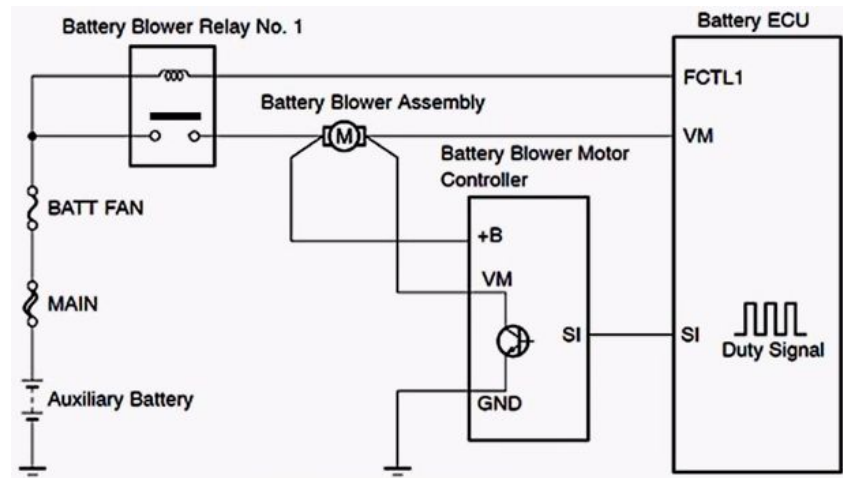 Battery ECU
Battery Blower Relay No. 1
FCTL1
Battery Blower Assembly
M
VM
Battery Blower Motor
Controller
BATT FAN
+B
VM
MAIN
SI
SI
Duty Signal
Auxiliary Battery
GND